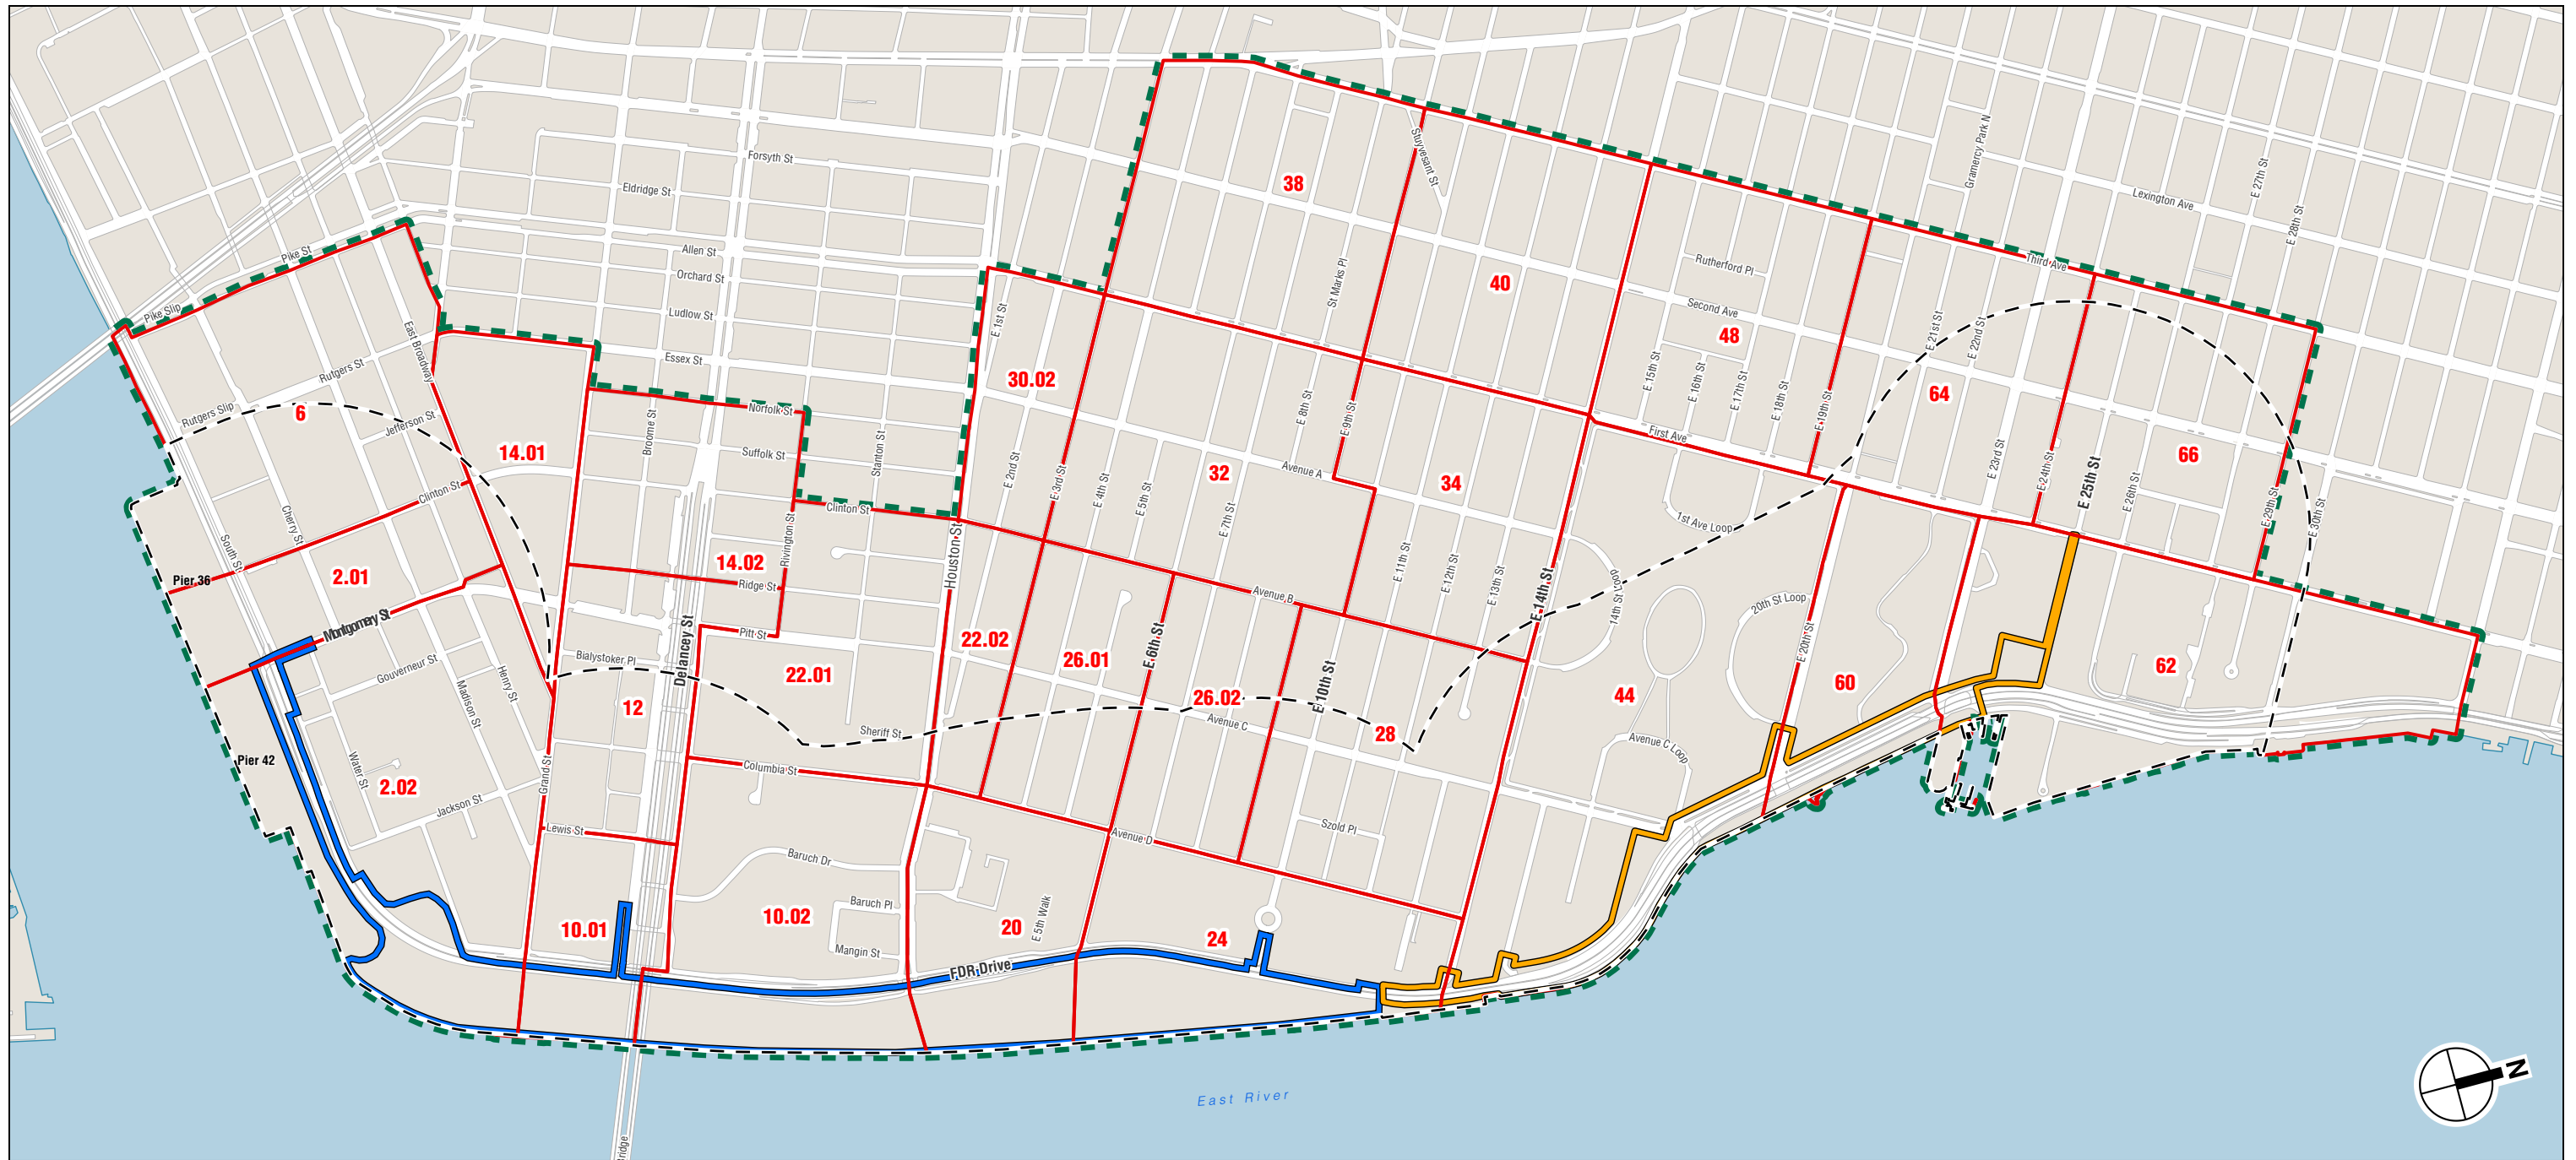 Forsyth St
Eldridge St
Allen St
Orchard St
Ludlow St
Essex St
Norfolk St
Suffolk St
Clinton St
Ridge St
Pitt St
Bialystoker Pl
Sheriff St
Columbia St
Lewis St
Baruch Dr
Baruch Pl
Mangin St
FDR Drive
Pike St
Pike Slip
Rutgers St
Rutgers Slip
East Broadway
Jefferson St
Clinton St
Cherry St
South St
Pier 36
Montgomery St
Gouverneur St
Henry St
Madison St
Water St
Jackson St
Pier 42
Grand St
Broome St
Delancey St
Rivington St
Stanton St
Houston St
E 1st St
E 2nd St
E 3rd St
E 4th St
E 5th St
E 6th St
E 7th St
E 8th St
St Marks Pl
E 9th St
Stuyvesant St
E 10th St
E 11th St
E 12th St
E 13th St
E 14th St
14th St Loop
E 15th St
E 16th St
E 17th St
E 18th St
E 19th St
E 20th St
20th St Loop
E 21st St
E 22nd St
E 23rd St
E 24th St
E 25th St
E 26th St
E 27th St
E 28th St
E 29th St
E 30th St
Gramercy Park N
Lexington Ave
Third Ave
Rutherford Pl
Second Ave
First Ave
1st Ave Loop
Avenue A
Avenue B
Avenue C
Avenue C Loop
Avenue D
Szold Pl
E 5th Walk
6
14.01
2.01
2.02
14.02
12
22.01
10.01
10.02
20
24
30.02
22.02
26.01
26.02
28
32
34
38
40
44
48
60
62
64
66
East River
N